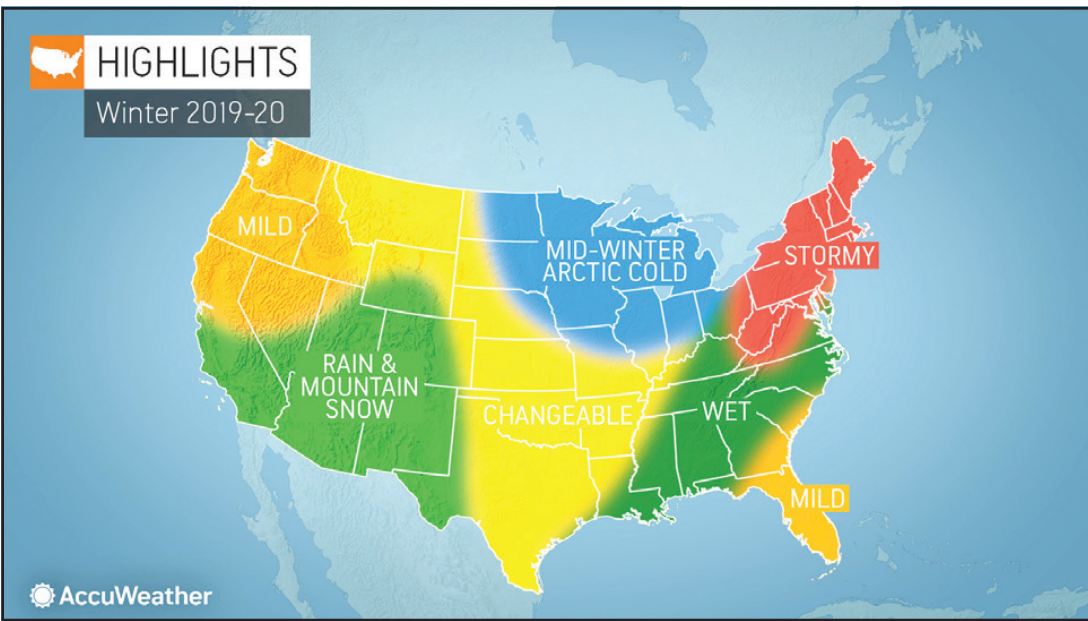 HIGHLIGHTS
Winter 2019-20
MILD
MID-WINTER
ARCTIC COLD
STORMY
RAIN &
MOUNTAIN
SNOW
CHANGEABLE
WET
MILD
AccuWeather